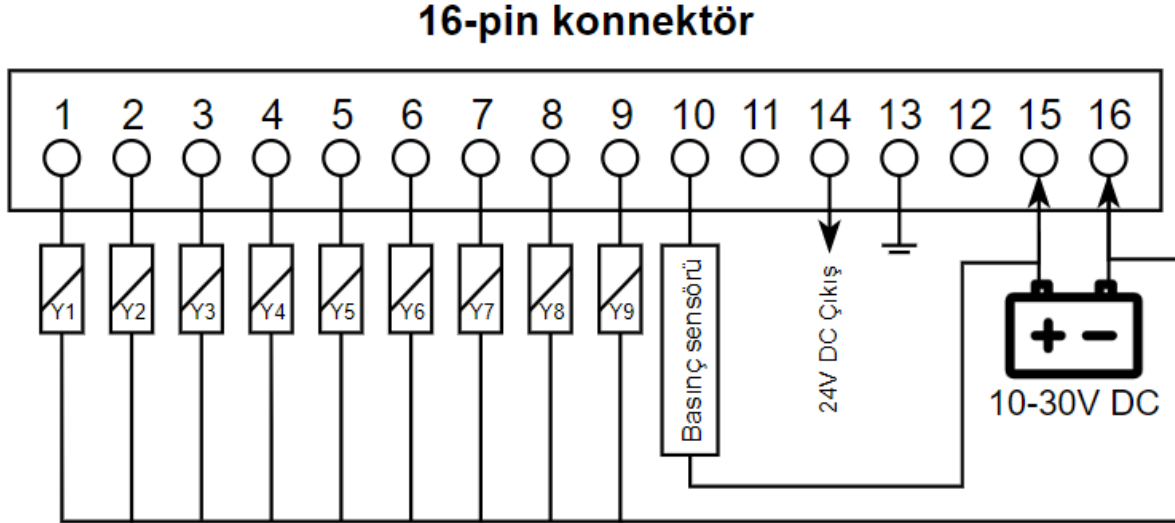 16-pin konnektör
1 2 3 4 5 6 7 8 9 10 11 14 13 12 15 16
Y1 Y2 Y3 Y4 Y5 Y6 Y7 Y8 Y9
Basınç sensörü
24V DC Çıkış
+ -
10-30V DC